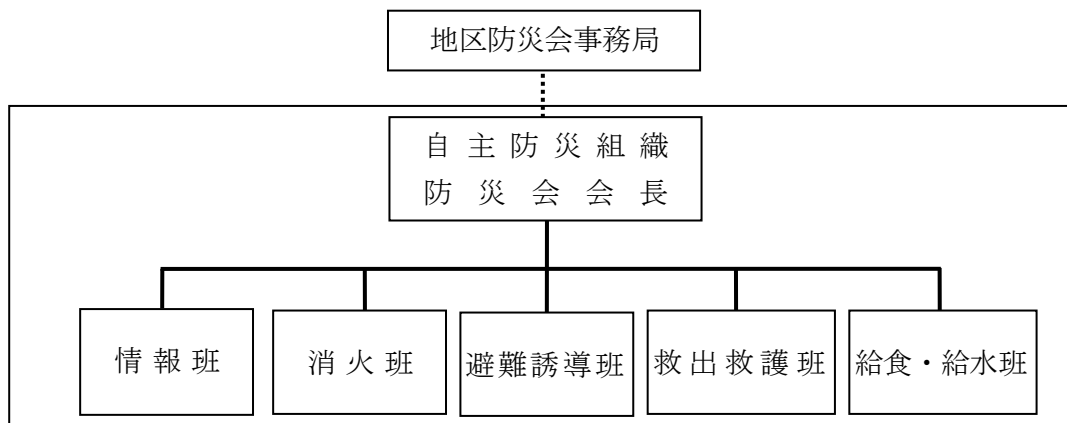 地区防災会事務局
自主防災組織
防災会会長
情報班
消火班
避難誘導班
救出救護班
給食・給水班